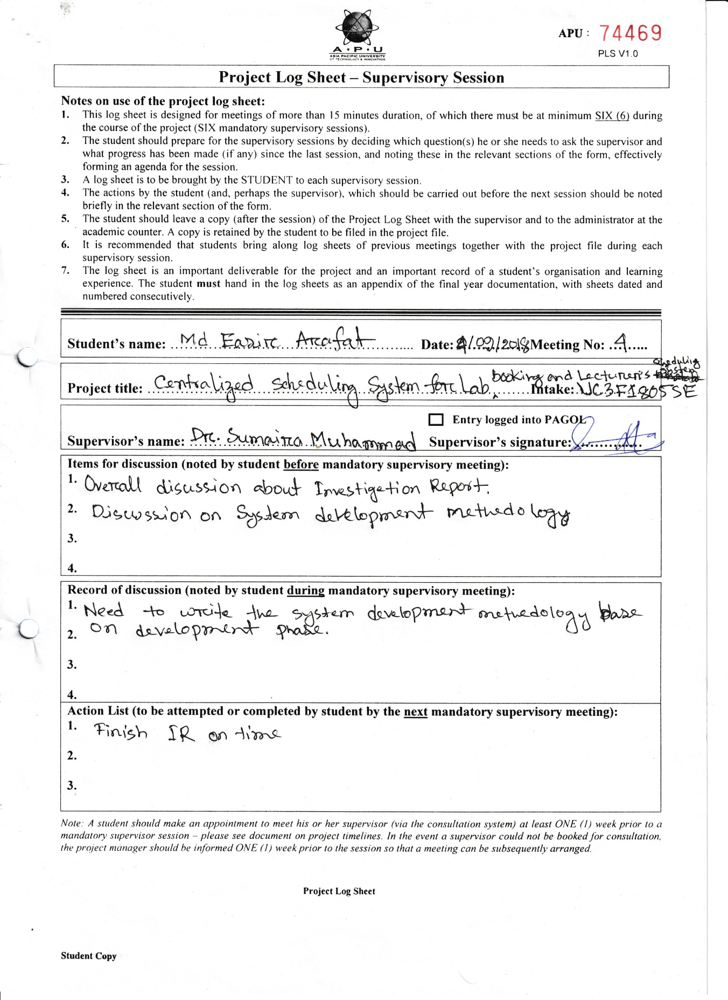 A · P · U
ASIA PACIFIC UNIVERSITY
OF TECHNOLOGY & INNOVATION
APU : 74469
PLS V1.0
Project Log Sheet – Supervisory Session
Notes on use of the project log sheet:
1. This log sheet is designed for meetings of more than 15 minutes duration, of which there must be at minimum SIX (6) during
the course of the project (SIX mandatory supervisory sessions).
2. The student should prepare for the supervisory sessions by deciding which question(s) he or she needs to ask the supervisor and
what progress has been made (if any) since the last session, and noting these in the relevant sections of the form, effectively
forming an agenda for the session.
3. A log sheet is to be brought by the STUDENT to each supervisory session.
4. The actions by the student (and, perhaps the supervisor), which should be carried out before the next session should be noted
briefly in the relevant section of the form.
5. The student should leave a copy (after the session) of the Project Log Sheet with the supervisor and to the administrator at the
academic counter. A copy is retained by the student to be filed in the project file.
6. It is recommended that students bring along log sheets of previous meetings together with the project file during each
supervisory session.
7. The log sheet is an important deliverable for the project and an important record of a student's organisation and learning
experience. The student must hand in the log sheets as an appendix of the final year documentation, with sheets dated and
numbered consecutively.
Student's name: Md Easir Arafat Date: /09/2018 Meeting No: 4
scheduling
system
booking and Lecturer's
Project title: Centralized scheduling System for Lab Intake: UC3F1805SE
Entry logged into PAGOL
Supervisor's name: Dr. Sumaira Muhammad Supervisor's signature:
Items for discussion (noted by student before mandatory supervisory meeting):
1. Overall discussion about Investigation Report.
2. Discussion on System development methedology
3.
4.
Record of discussion (noted by student during mandatory supervisory meeting):
1. Need to write the system development methedology base
2. on development phase.
3.
4.
Action List (to be attempted or completed by student by the next mandatory supervisory meeting):
1. Finish IR on time
2.
3.
Note: A student should make an appointment to meet his or her supervisor (via the consultation system) at least ONE (1) week prior to a
mandatory supervisor session – please see document on project timelines. In the event a supervisor could not be booked for consultation,
the project manager should be informed ONE (1) week prior to the session so that a meeting can be subsequently arranged.
Project Log Sheet
Student Copy